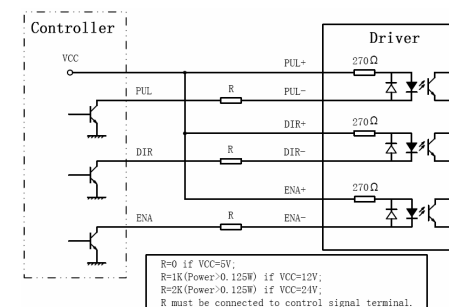 Controller
Driver
VCC
PUL+
270Ω
PUL
R
PUL-
DIR+
270Ω
DIR
R
DIR-
ENA+
270Ω
ENA
R
ENA-
R=0 if VCC=5V;
R=1K(Power>0.125W) if VCC=12V;
R=2K(Power>0.125W) if VCC=24V;
R must be connected to control signal terminal.